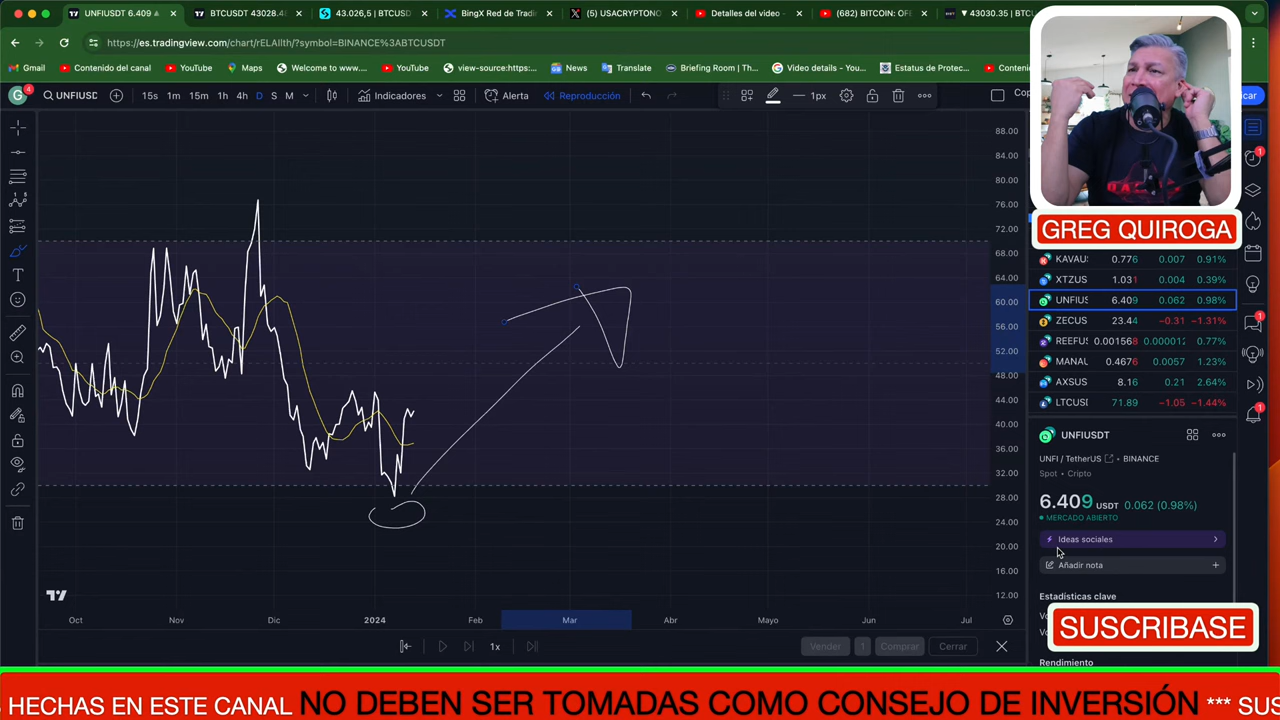 UNFIUSDT 6.409
BTCUSDT 43028.49
43.026,5 | BTCUSD
BingX Red de Tradin
(5) USACRYPTONO
Detalles del video -
(682) BITCOIN: OFE
▼ 43030.35
https://es.tradingview.com/chart/rELAIlth/?symbol=BINANCE%3ABTCUSDT
Gmail
Contenido del canal
YouTube
Maps
Welcome to www....
YouTube
view-source:https:...
News
Translate
Briefing Room | Th...
Video details - You...
Estatus de Protec...
G
4
UNFIUSD
15s
1m
15m
1h
4h
D
S
M
Indicadores
Alerta
Reproducción
1px
GREG QUIROGA
88.00
84.00
80.00
76.00
72.00
68.00
64.00
60.00
56.00
52.00
48.00
44.00
40.00
36.00
32.00
28.00
24.00
20.00
16.00
12.00
KAVAU 0.776 0.007 0.91%
XTZUS 1.031 0.004 0.39%
UNFIUS 6.409 0.062 0.98%
ZECUS 23.44 −0.31 −1.31%
REEFUS 0.001568 0.000012 0.77%
MANAU 0.4676 0.0057 1.23%
AXSUS 8.16 0.21 2.64%
LTCUSD 71.89 −1.05 −1.44%
UNFIUSDT
UNFI / TetherUS • BINANCE
Spot • Cripto
6.409 USDT 0.062 (0.98%)
MERCADO ABIERTO
Ideas sociales
Añadir nota
Estadísticas clave
SUSCRIBASE
Rendimiento
Oct
Nov
Dic
2024
Feb
Mar
Abr
Mayo
Jun
Jul
1x
Vender
1
Comprar
Cerrar
HECHAS EN ESTE CANAL NO DEBEN SER TOMADAS COMO CONSEJO DE INVERSIÓN *** SUS